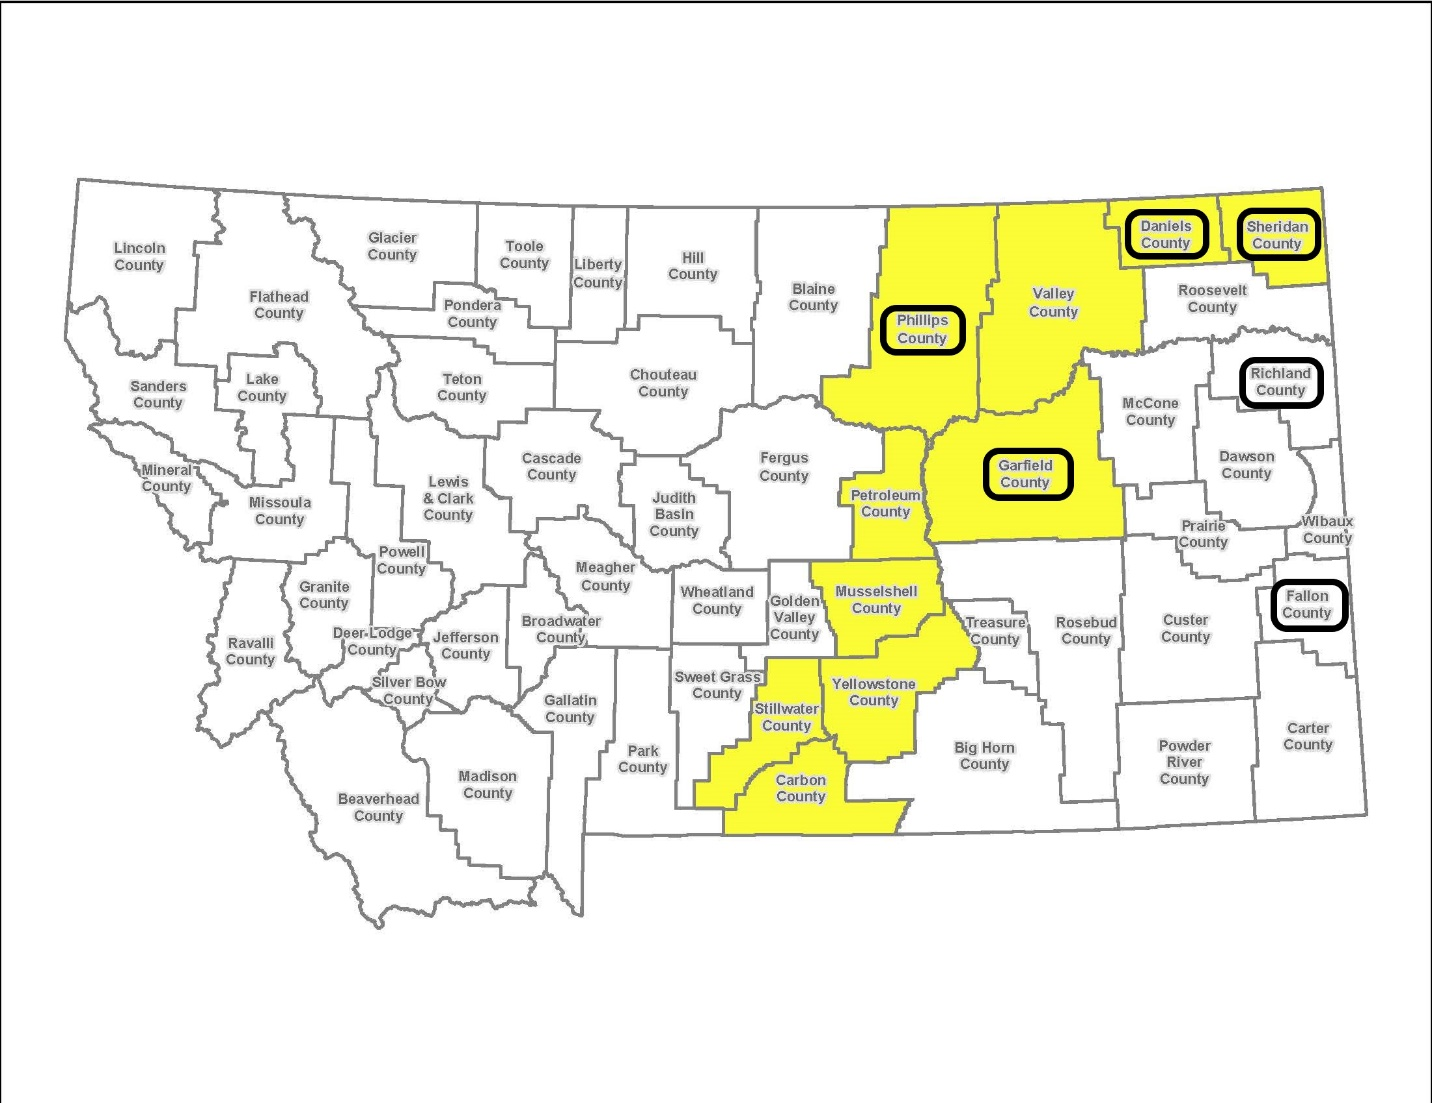 Lincoln
County
Flathead
County
Glacier
County
Toole
County
Liberty
County
Hill
County
Blaine
County
Phillips
County
Valley
County
Daniels
County
Sheridan
County
Roosevelt
County
Pondera
County
Sanders
County
Lake
County
Teton
County
Chouteau
County
McCone
County
Richland
County
Mineral
County
Missoula
County
Lewis
& Clark
County
Cascade
County
Judith
Basin
County
Fergus
County
Petroleum
County
Garfield
County
Dawson
County
Prairie
County
Wibaux
County
Powell
County
Granite
County
Meagher
County
Wheatland
County
Golden
Valley
County
Musselshell
County
Treasure
County
Rosebud
County
Custer
County
Fallon
County
Ravalli
County
Deer Lodge
County
Jefferson
County
Broadwater
County
Silver Bow
County
Gallatin
County
Sweet Grass
County
Stillwater
County
Yellowstone
County
Park
County
Carbon
County
Big Horn
County
Powder
River
County
Carter
County
Madison
County
Beaverhead
County